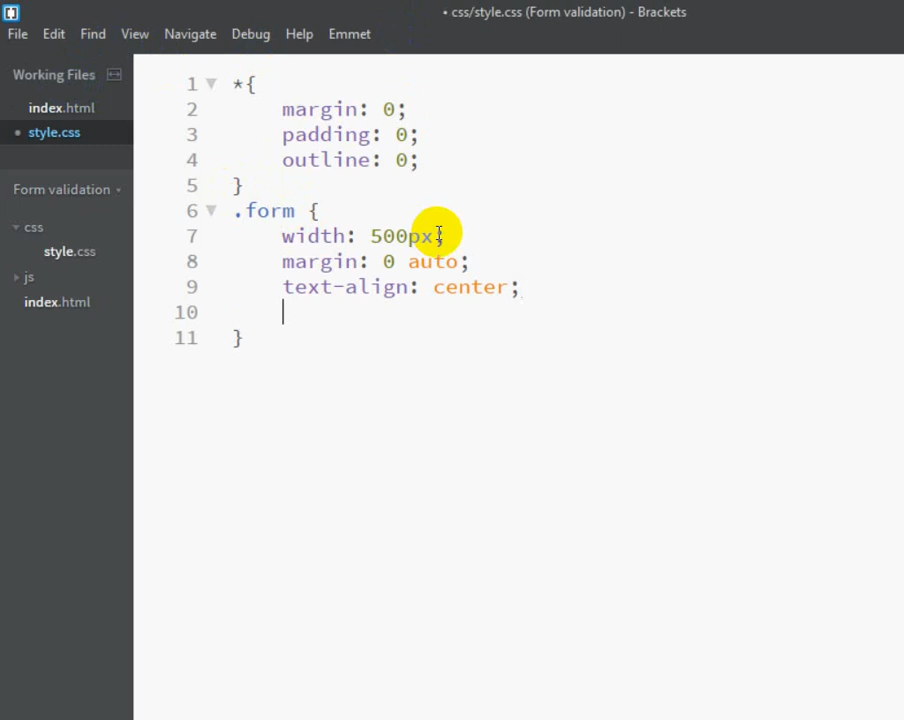 • css/style.css (Form validation) - Brackets
File Edit Find View Navigate Debug Help Emmet
Working Files
index.html
• style.css
Form validation
css
style.css
js
index.html
1 *{
2 margin: 0;
3 padding: 0;
4 outline: 0;
5 }
6 .form {
7 width: 500px;
8 margin: 0 auto;
9 text-align: center;
10
11 }